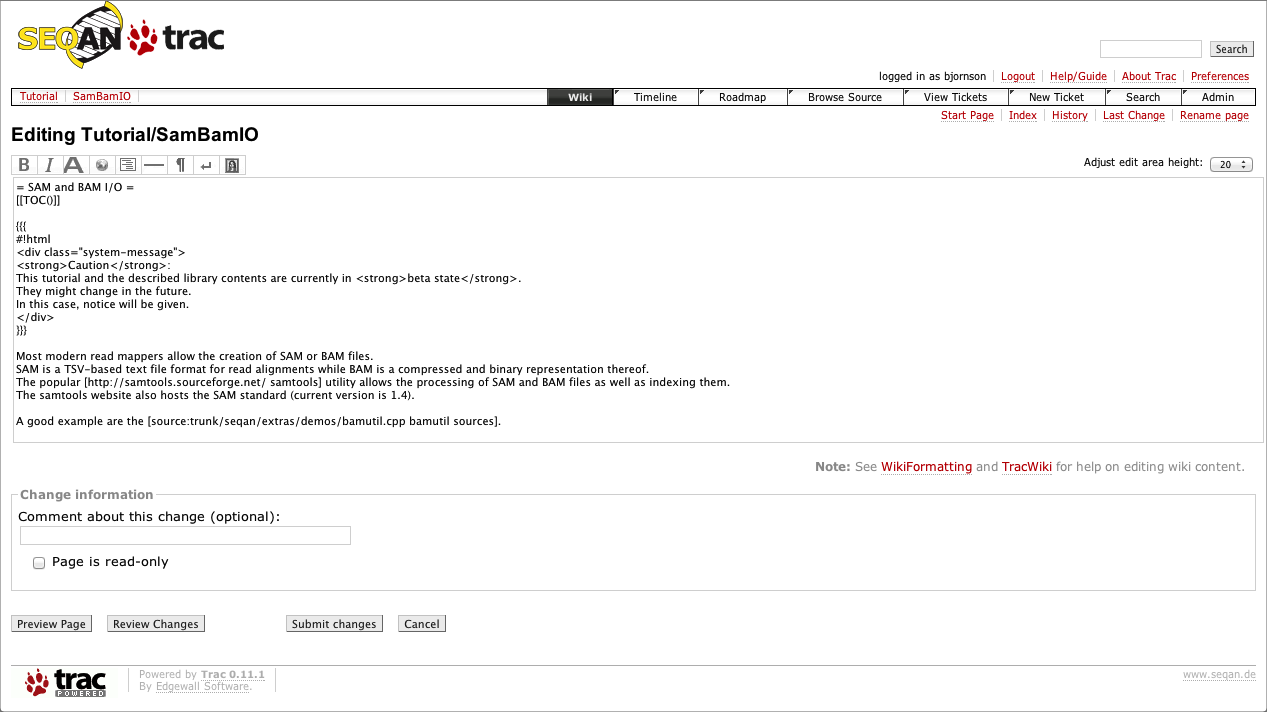 SEQAN trac
Search
logged in as bjornson Logout Help/Guide About Trac Preferences
Tutorial SamBamIO Wiki Timeline Roadmap Browse Source View Tickets New Ticket Search Admin
Start Page Index History Last Change Rename page
Editing Tutorial/SamBamIO
B I A ¶ ↵ Adjust edit area height: 20
= SAM and BAM I/O =
[[TOC()]]
{{{
#!html
<div class="system-message">
<strong>Caution</strong>:
This tutorial and the described library contents are currently in <strong>beta state</strong>.
They might change in the future.
In this case, notice will be given.
</div>
}}}
Most modern read mappers allow the creation of SAM or BAM files.
SAM is a TSV-based text file format for read alignments while BAM is a compressed and binary representation thereof.
The popular [http://samtools.sourceforge.net/ samtools] utility allows the processing of SAM and BAM files as well as indexing them.
The samtools website also hosts the SAM standard (current version is 1.4).
A good example are the [source:trunk/seqan/extras/demos/bamutil.cpp bamutil sources].
Note: See WikiFormatting and TracWiki for help on editing wiki content.
Change information
Comment about this change (optional):
Page is read-only
Preview Page Review Changes Submit changes Cancel
trac POWERED
Powered by Trac 0.11.1
By Edgewall Software.
www.seqan.de